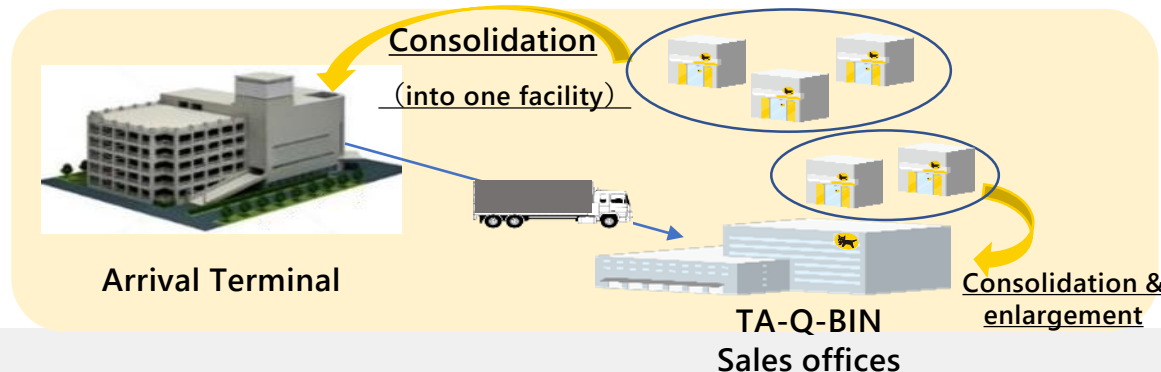 Consolidation
（into one facility）
Arrival Terminal
Consolidation &
enlargement
TA-Q-BIN
Sales offices